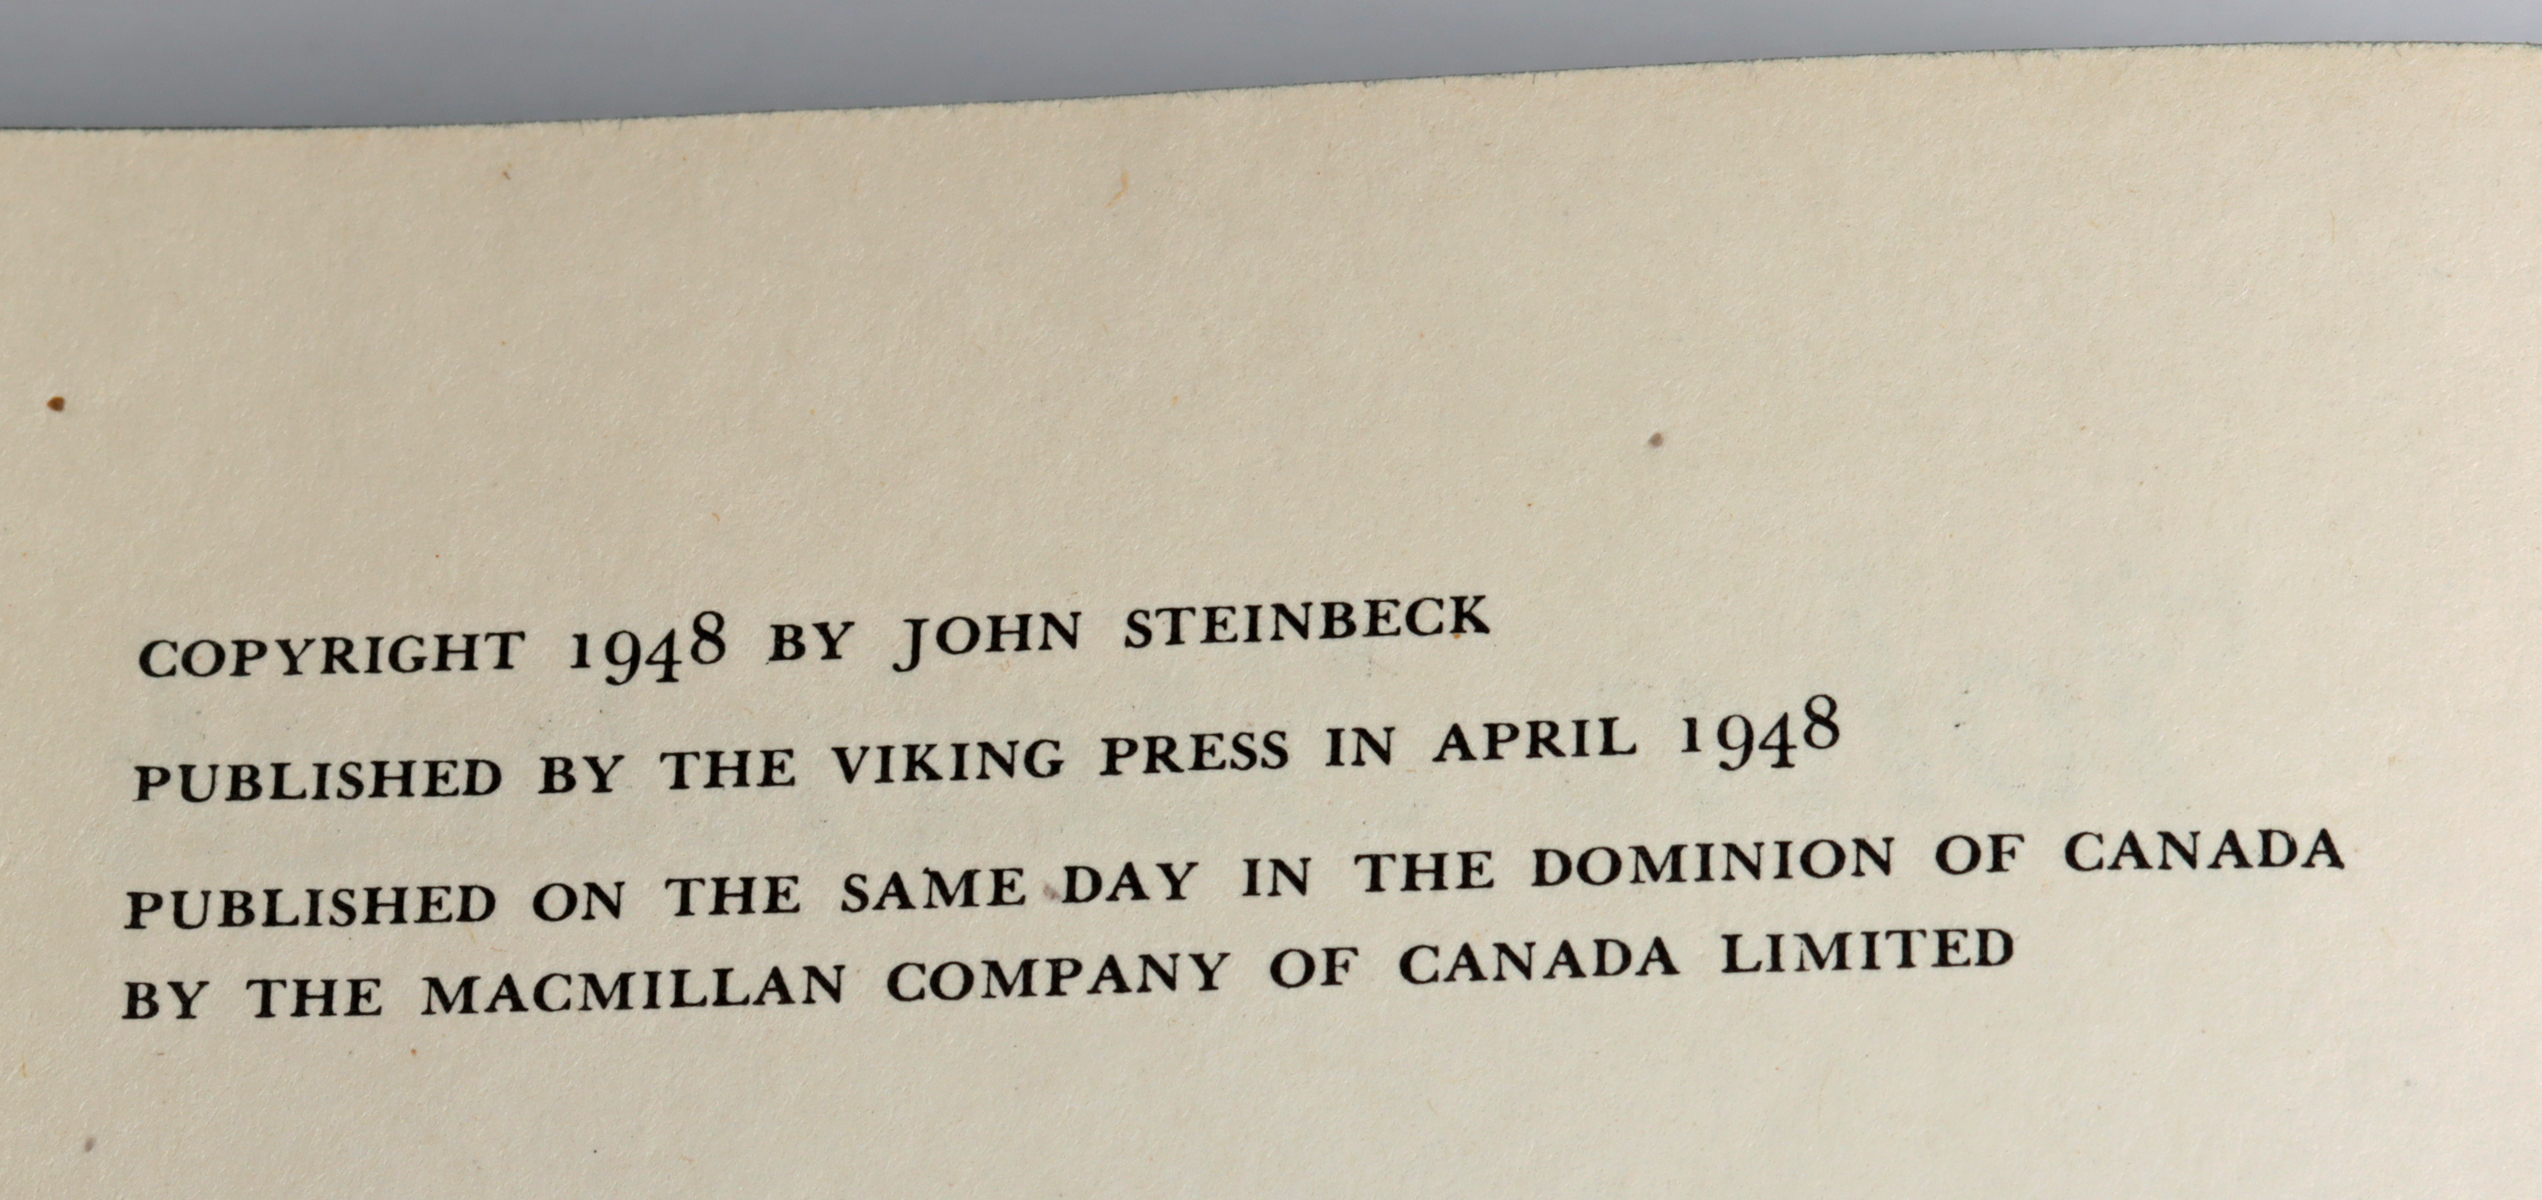 COPYRIGHT 1948 BY JOHN STEINBECK
PUBLISHED BY THE VIKING PRESS IN APRIL 1948
PUBLISHED ON THE SAME DAY IN THE DOMINION OF CANADA
BY THE MACMILLAN COMPANY OF CANADA LIMITED